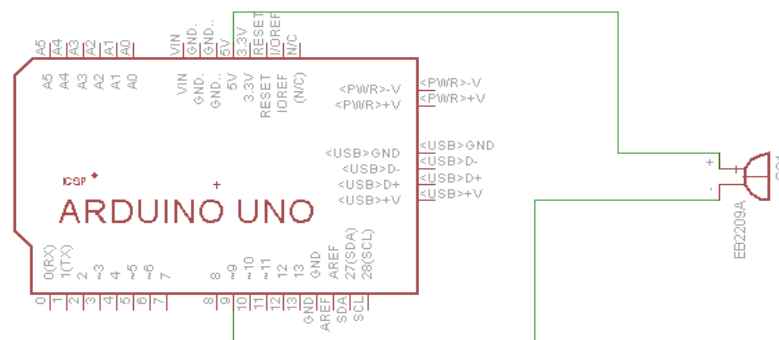 A5 A4 A3 A2 A1 A0 VIN GND. GND.. 5V 3.3V RESET I/OREF N/C
A5 A4 A3 A2 A1 A0 VIN GND. GND.. 5V 3.3V RESET IOREF (N/C)
<PWR>-V <PWR>-V
<PWR>+V <PWR>+V
<USB>GND <USB>GND
<USB>D- <USB>D-
<USB>D+ <USB>D+
<USB>+V <USB>+V
+
-
EB2209A
ICSP
ARDUINO UNO
0(RX) 1(TX) 2 ~3 4 ~5 ~6 7 8 ~9 ~10 ~11 12 13 GND AREF 27(SDA) 28(SCL)
0 1 2 3 4 5 6 7 8 9 10 11 12 13 GND AREF SDA SCL